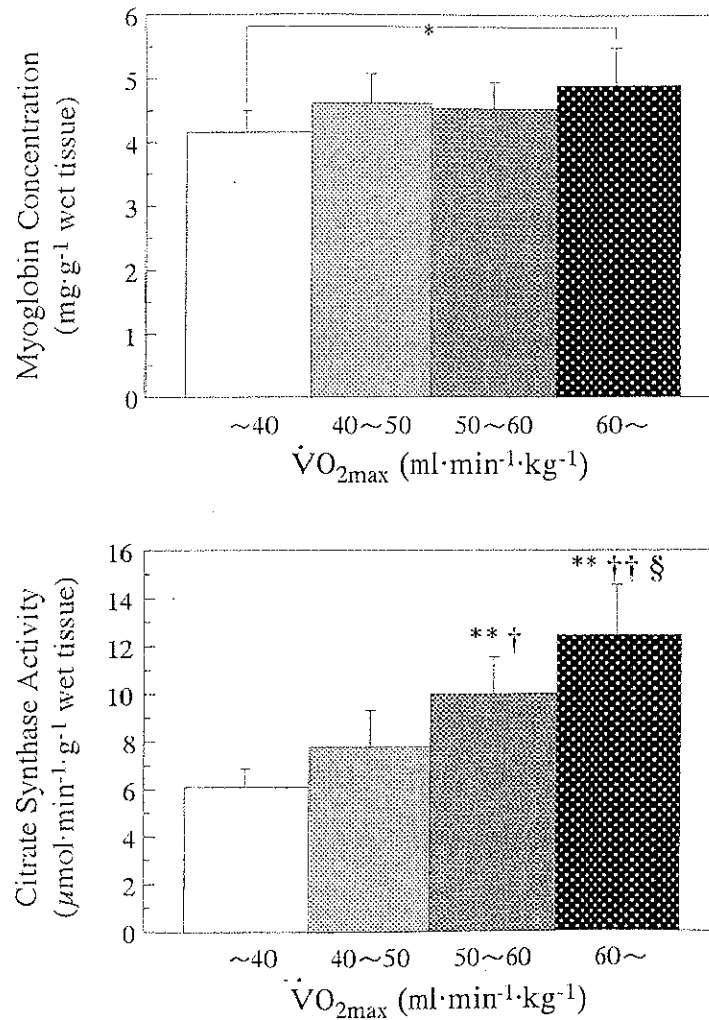 6
5
4
3
2
1
0
Myoglobin Concentration
(mg·g⁻¹ wet tissue)
*
~40 40~50 50~60 60~
V̇O₂max (ml·min⁻¹·kg⁻¹)
16
14
12
10
8
6
4
2
0
Citrate Synthase Activity
(μmol·min⁻¹·g⁻¹ wet tissue)
** †
** †† §
~40 40~50 50~60 60~
V̇O₂max (ml·min⁻¹·kg⁻¹)